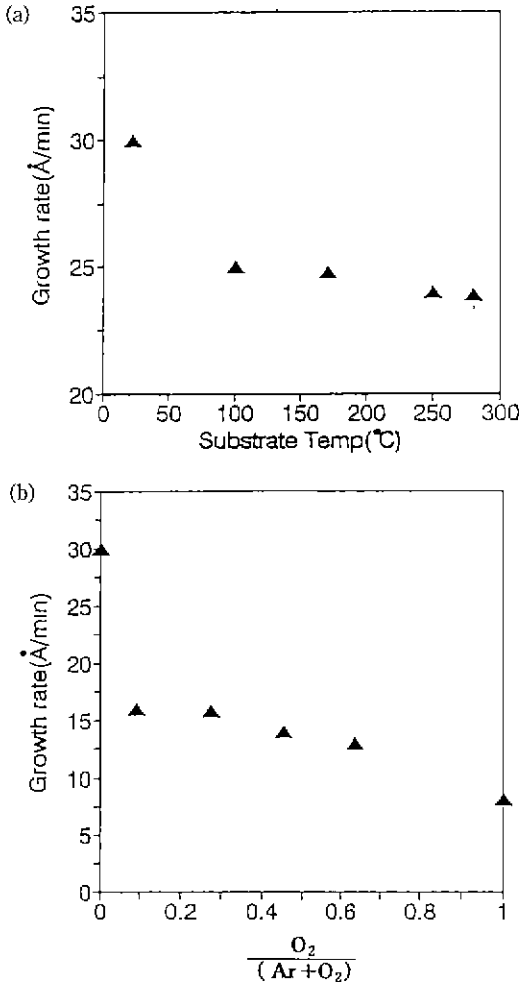 (a)
35
30
25
20
Growth rate(Å/min)
0 50 100 150 200 250 300
Substrate Temp(°C)
(b)
35
30
25
20
15
10
5
0
Growth rate(Å/min)
0 0.2 0.4 0.6 0.8 1
O₂
(Ar+O₂)